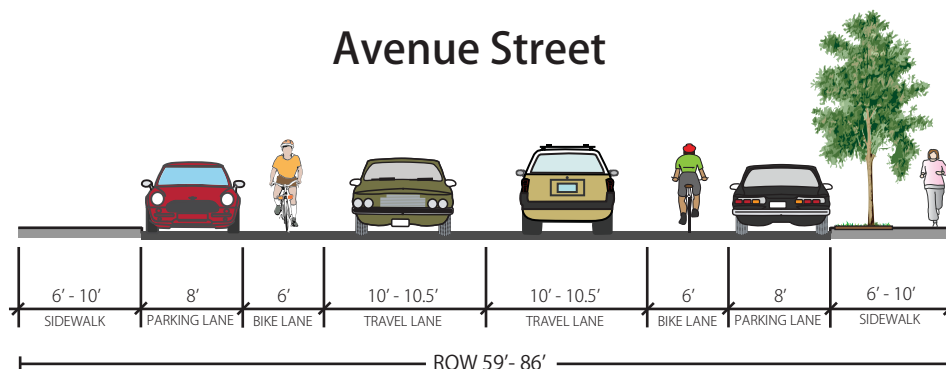 Avenue Street
6’ - 10’ 8’ 6’ 10’ - 10.5’ 10’ - 10.5’ 6’ 8’ 6’ - 10’
SIDEWALK PARKING LANE BIKE LANE TRAVEL LANE TRAVEL LANE BIKE LANE PARKING LANE SIDEWALK
ROW 59’- 86’